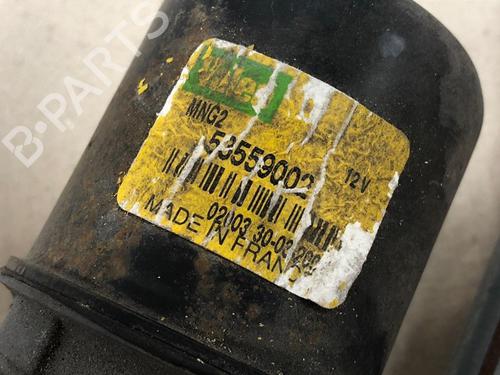 B-PARTS
MNG2
53559002
12V
02003 30-03
MADE IN FRANCE